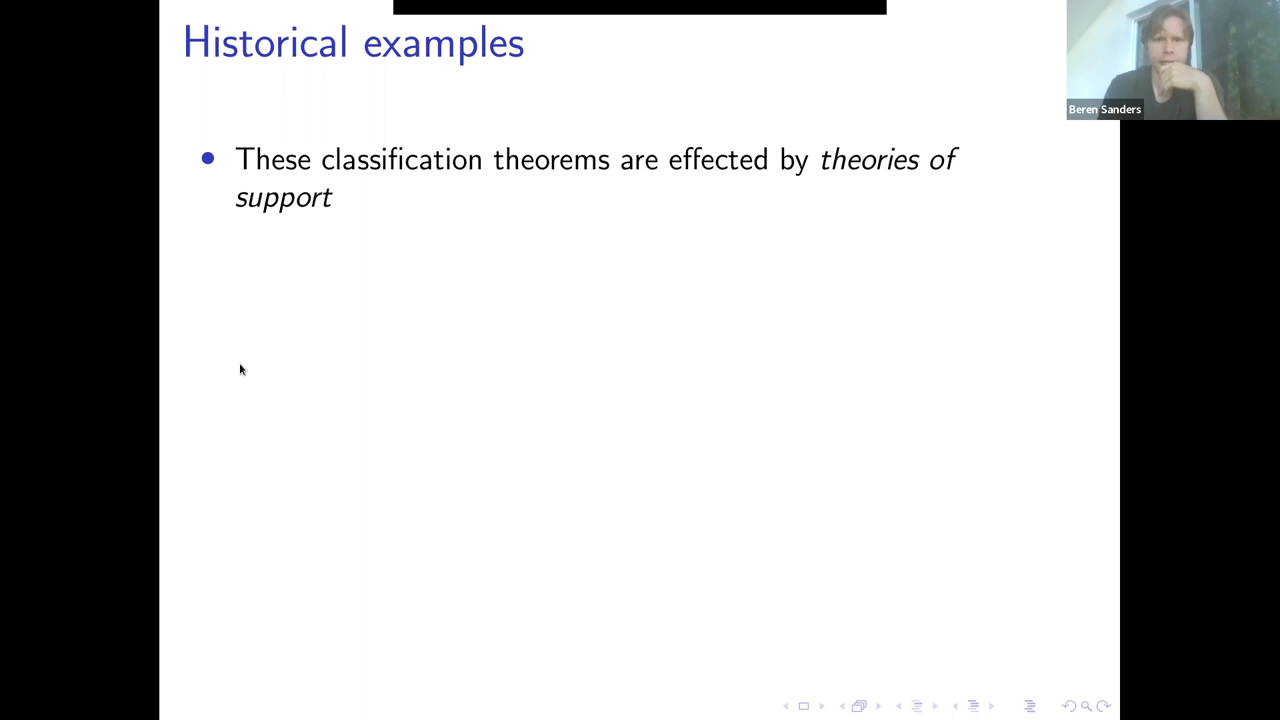 Historical examples
Beren Sanders
• These classification theorems are effected by theories of
support